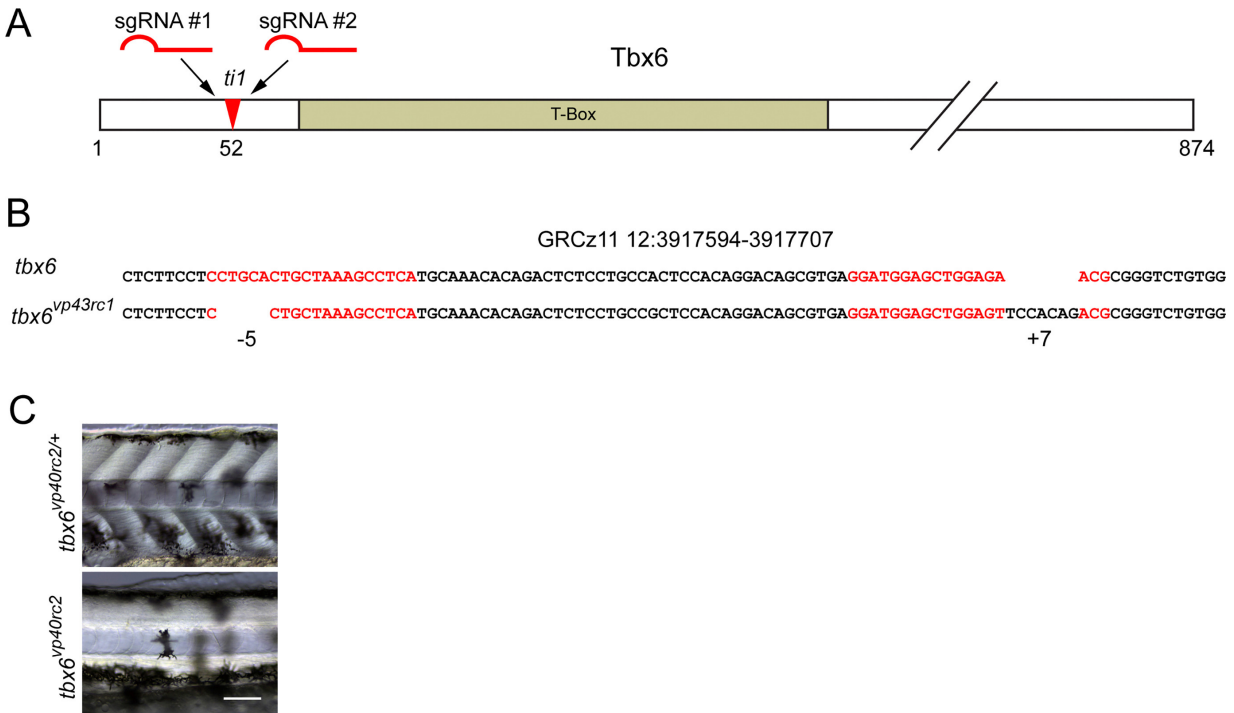 A
sgRNA #1 sgRNA #2
ti1
Tbx6
T-Box
1 52 874
B
GRCz11 12:3917594-3917707
tbx6 CTCTTCCTCCTGCACTGCTAAAGCCTCATGCAAACACAGACTCTCCTGCCACTCCACAGGACAGCGTGAGGATGGAGCTGGAGA ACGCGGGTCTGTGG
tbx6vp43rc1 CTCTTCCTC CTGCTAAAGCCTCATGCAAACACAGACTCTCCTGCCGCTCCACAGGACAGCGTGAGGATGGAGCTGGAGTTCCACAGACGCGGGTCTGTGG
-5 +7
C
tbx6vp40rc2/+
tbx6vp40rc2